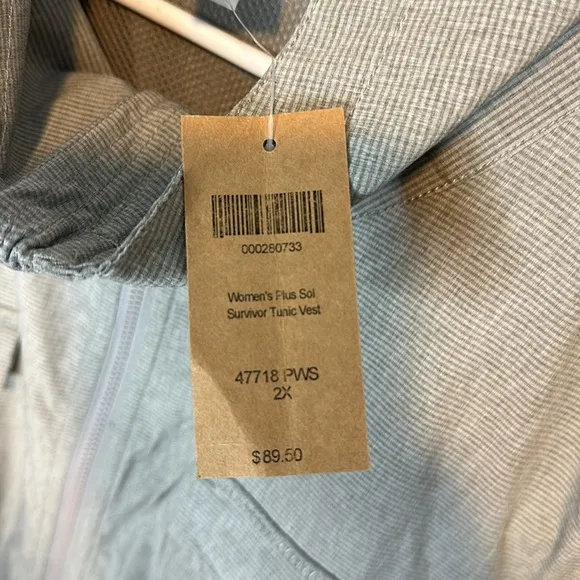 000280733
Women's Plus Sol
Survivor Tunic Vest
47718 PWS
2X
$89.50